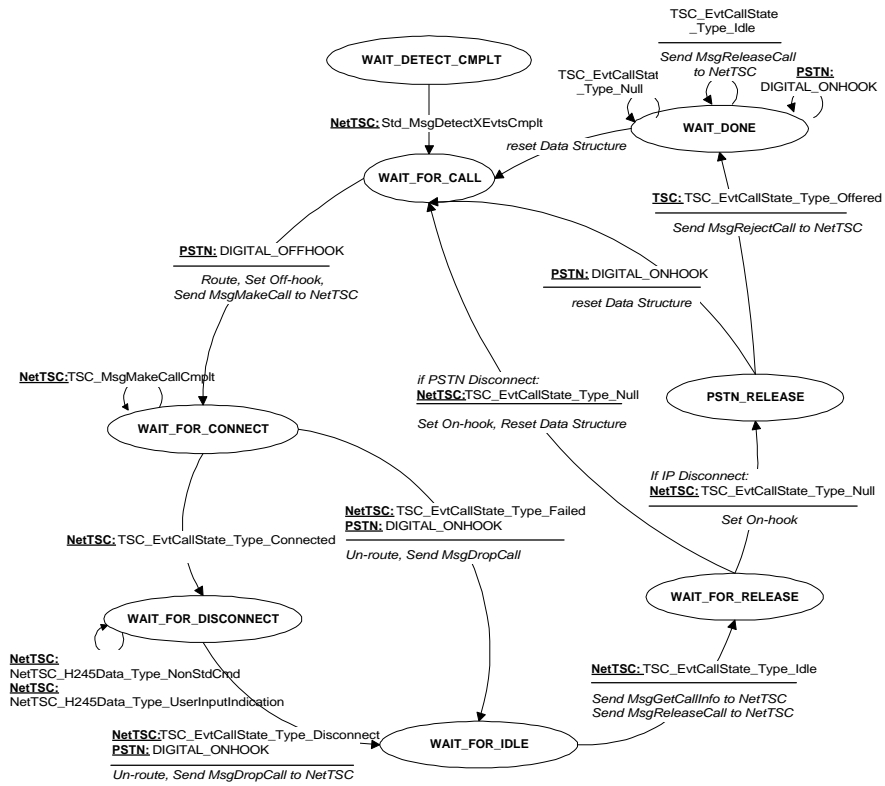 TSC_EvtCallState
_Type_Idle
Send MsgReleaseCall
to NetTSC
TSC_EvtCallStat
_Type_Null
PSTN:
DIGITAL_ONHOOK
WAIT_DETECT_CMPLT
WAIT_DONE
NetTSC: Std_MsgDetectXEvtsCmplt
reset Data Structure
WAIT_FOR_CALL
TSC: TSC_EvtCallState_Type_Offered
Send MsgRejectCall to NetTSC
PSTN: DIGITAL_OFFHOOK
Route, Set Off-hook,
Send MsgMakeCall to NetTSC
PSTN: DIGITAL_ONHOOK
reset Data Structure
NetTSC:TSC_MsgMakeCallCmplt
if PSTN Disconnect:
NetTSC:TSC_EvtCallState_Type_Null
Set On-hook, Reset Data Structure
PSTN_RELEASE
WAIT_FOR_CONNECT
If IP Disconnect:
NetTSC: TSC_EvtCallState_Type_Null
Set On-hook
NetTSC: TSC_EvtCallState_Type_Failed
PSTN: DIGITAL_ONHOOK
Un-route, Send MsgDropCall
NetTSC: TSC_EvtCallState_Type_Connected
WAIT_FOR_RELEASE
WAIT_FOR_DISCONNECT
NetTSC:
NetTSC_H245Data_Type_NonStdCmd
NetTSC:
NetTSC_H245Data_Type_UserInputIndication
NetTSC: TSC_EvtCallState_Type_Idle
Send MsgGetCallInfo to NetTSC
Send MsgReleaseCall to NetTSC
NetTSC:TSC_EvtCallState_Type_Disconnect
PSTN: DIGITAL_ONHOOK
Un-route, Send MsgDropCall to NetTSC
WAIT_FOR_IDLE